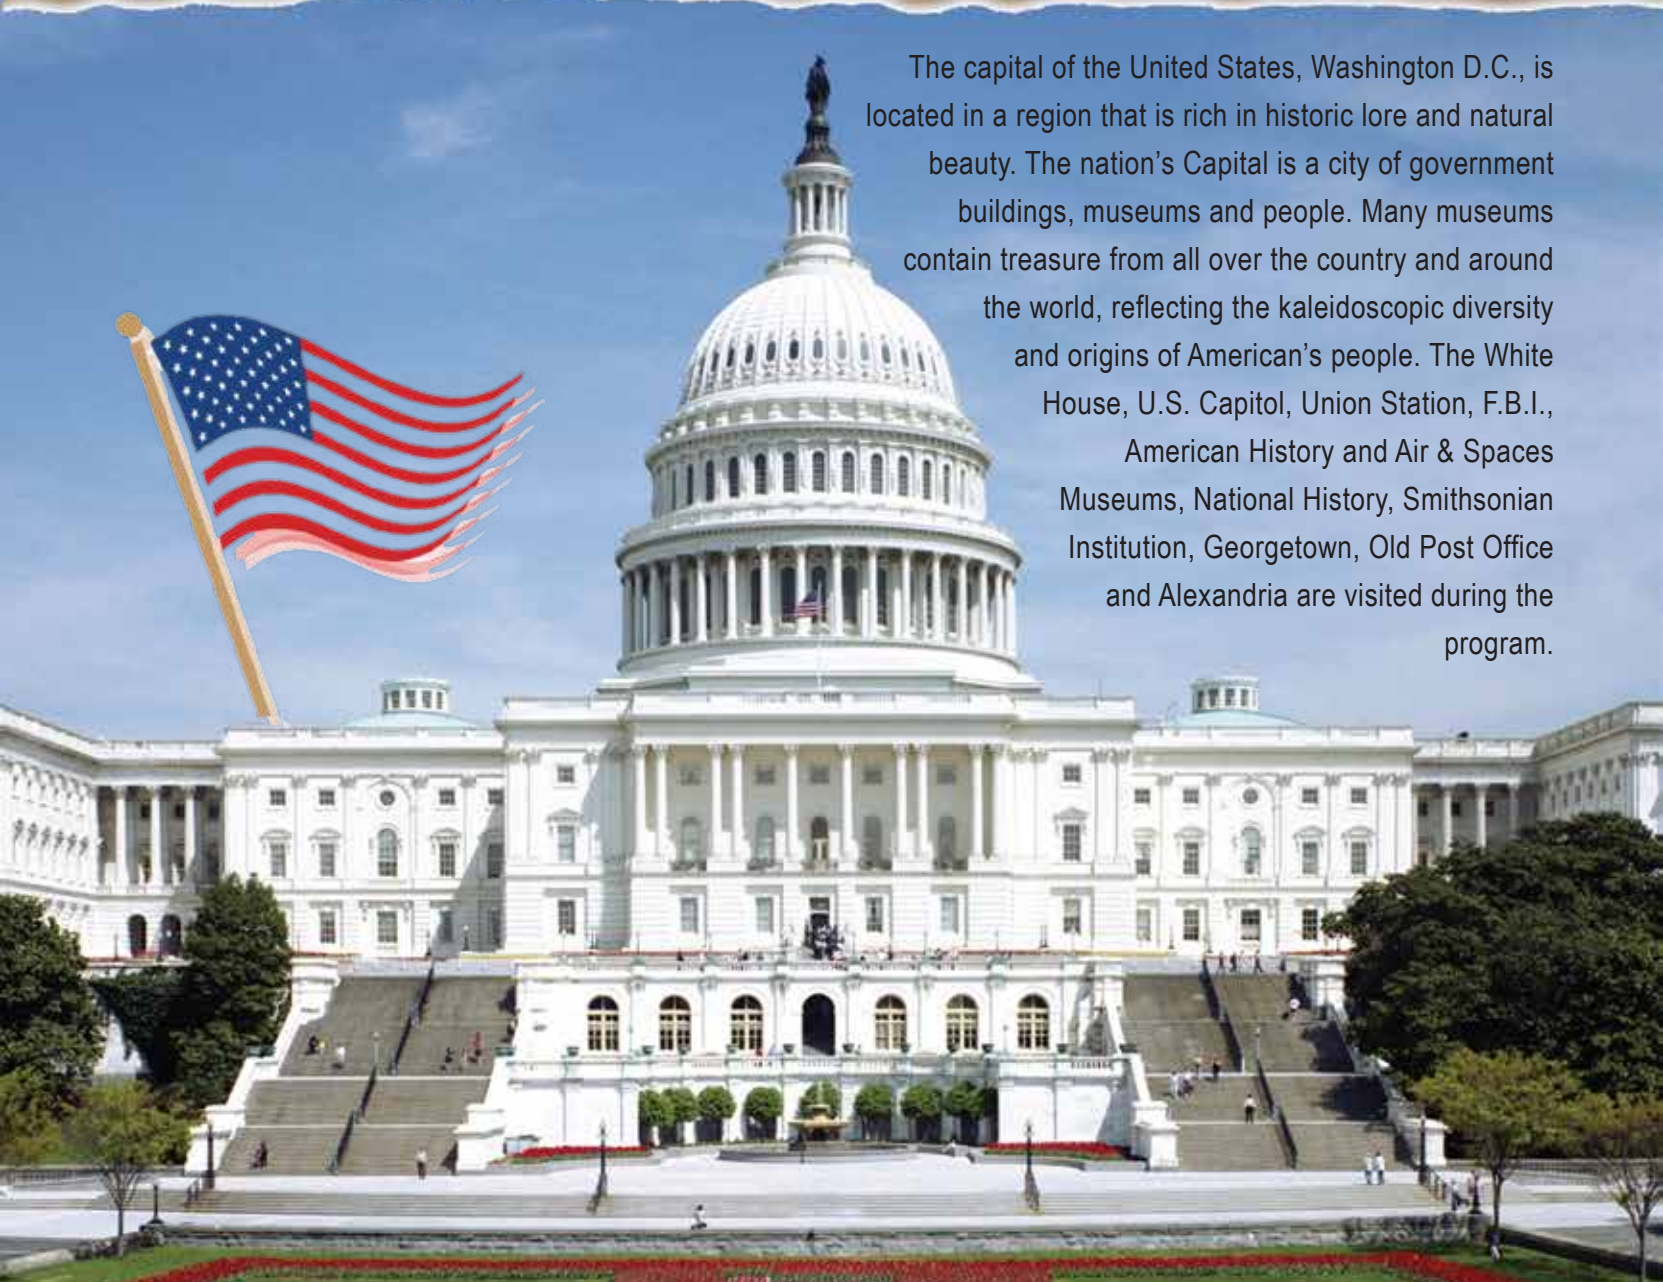 The capital of the United States, Washington D.C., is
located in a region that is rich in historic lore and natural
beauty. The nation’s Capital is a city of government
buildings, museums and people. Many museums
contain treasure from all over the country and around
the world, reflecting the kaleidoscopic diversity
and origins of American’s people. The White
House, U.S. Capitol, Union Station, F.B.I.,
American History and Air & Spaces
Museums, National History, Smithsonian
Institution, Georgetown, Old Post Office
and Alexandria are visited during the
program.